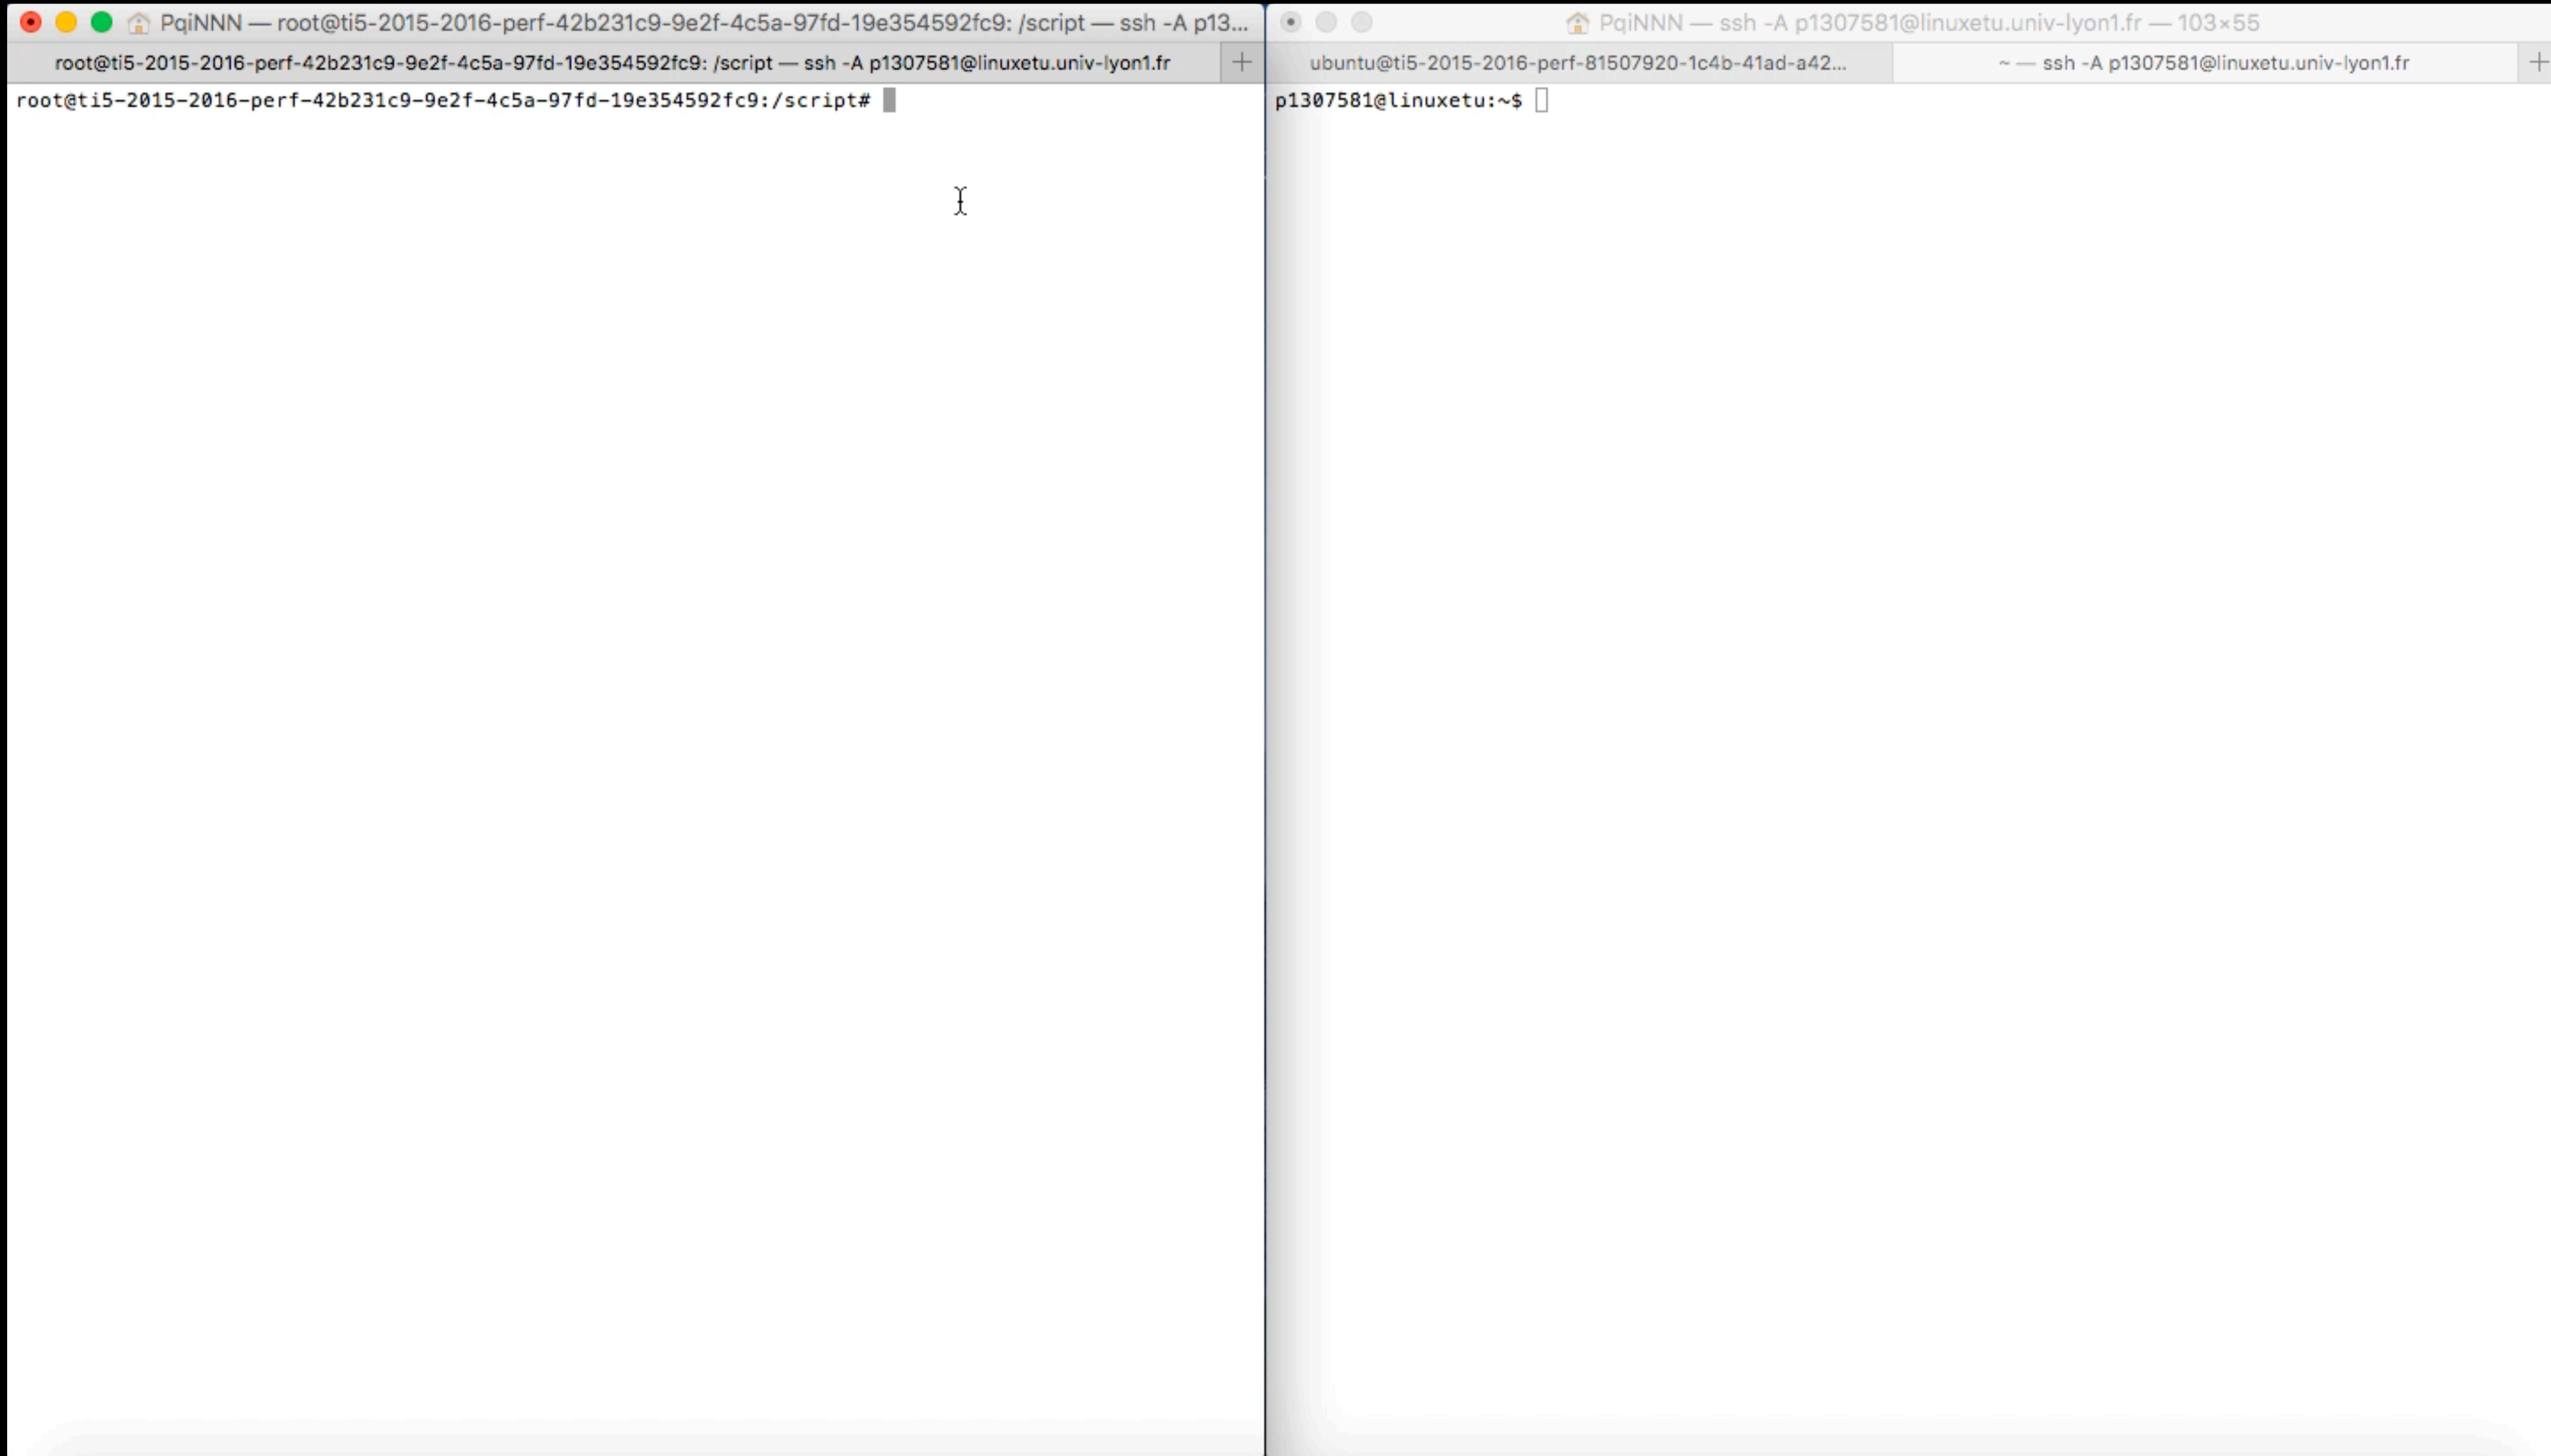 PqiNNN — root@ti5-2015-2016-perf-42b231c9-9e2f-4c5a-97fd-19e354592fc9: /script — ssh -A p13...
root@ti5-2015-2016-perf-42b231c9-9e2f-4c5a-97fd-19e354592fc9: /script — ssh -A p1307581@linuxetu.univ-lyon1.fr +
root@ti5-2015-2016-perf-42b231c9-9e2f-4c5a-97fd-19e354592fc9:/script#
PqiNNN — ssh -A p1307581@linuxetu.univ-lyon1.fr — 103×55
ubuntu@ti5-2015-2016-perf-81507920-1c4b-41ad-a42... ~ — ssh -A p1307581@linuxetu.univ-lyon1.fr +
p1307581@linuxetu:~$